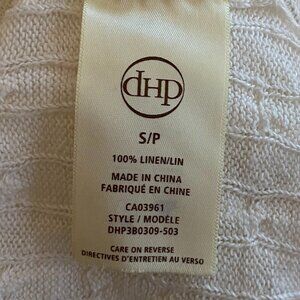 dHp
S/P
100% LINEN/LIN
MADE IN CHINA
FABRIQUÉ EN CHINE
CA03961
STYLE / MODÈLE
DHP3B0309-503
CARE ON REVERSE
DIRECTIVES D'ENTRETIEN AU VERSO